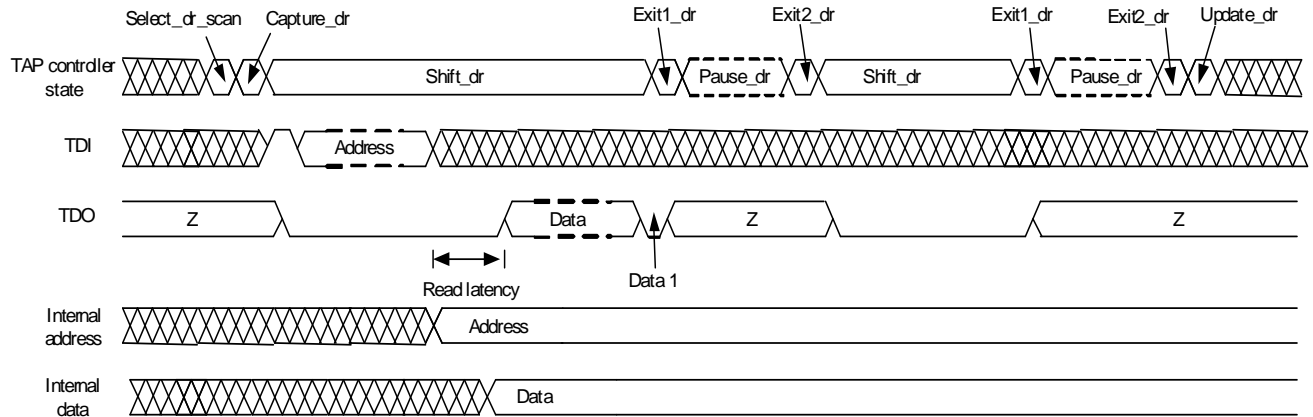 Select_dr_scan Capture_dr Exit1_dr Exit2_dr Exit1_dr Exit2_dr Update_dr
TAP controller
state
Shift_dr Pause_dr Shift_dr Pause_dr
TDI
Address
TDO
Z Data Z Z
Read latency
Data 1
Internal
address
Address
Internal
data
Data